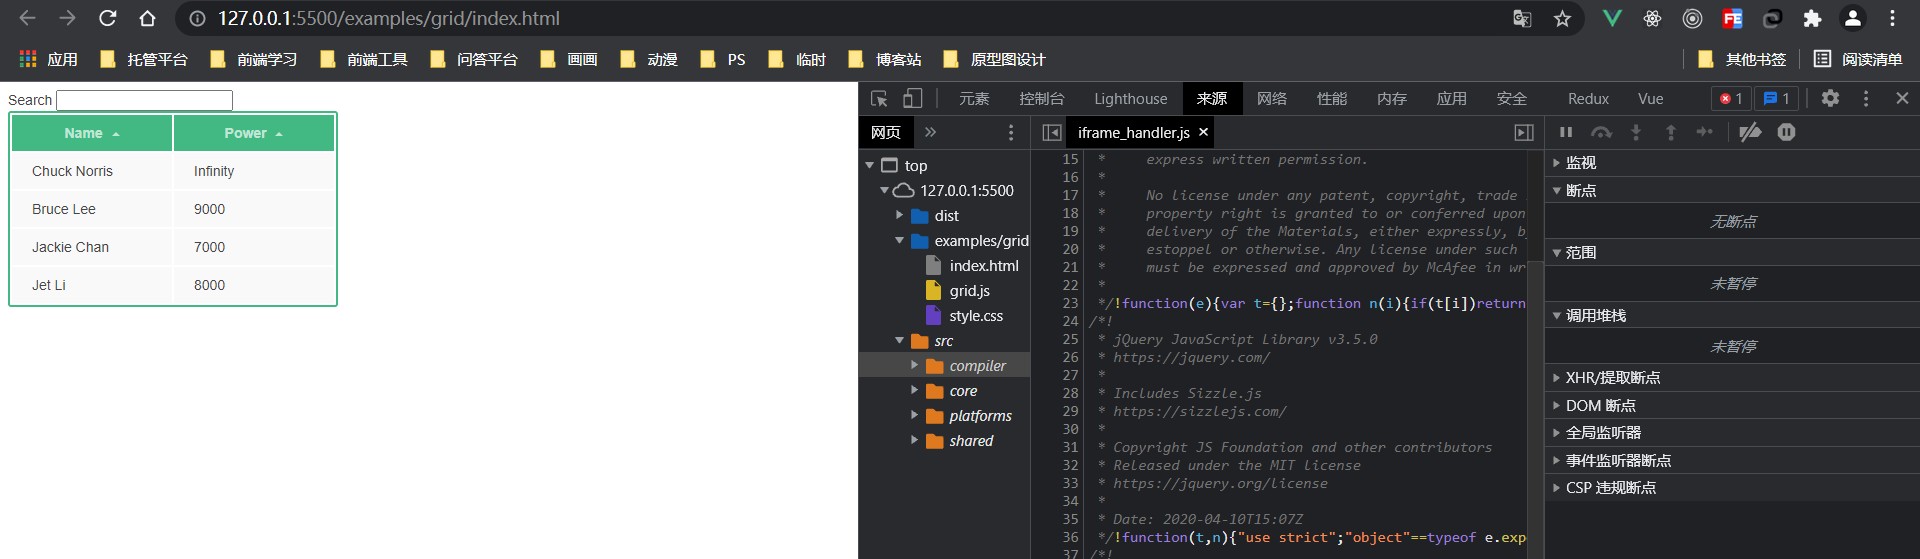 127.0.0.1:5500/examples/grid/index.html
应用 托管平台 前端学习 前端工具 问答平台 画画 动漫 PS 临时 博客站 原型图设计 其他书签 阅读清单
Search
Name Power
Chuck Norris Infinity
Bruce Lee 9000
Jackie Chan 7000
Jet Li 8000
元素 控制台 Lighthouse 来源 网络 性能 内存 应用 安全 Redux Vue 1 1
网页 »
top
127.0.0.1:5500
dist
examples/grid
index.html
grid.js
style.css
src
compiler
core
platforms
shared
iframe_handler.js ×
15 * express written permission.
16 *
17 * No license under any patent, copyright, trade
18 * property right is granted to or conferred upon
19 * delivery of the Materials, either expressly, b
20 * estoppel or otherwise. Any license under such
21 * must be expressed and approved by McAfee in wr
22 *
23 */!function(e){var t={};function n(i){if(t[i])return
24 /*!
25 * jQuery JavaScript Library v3.5.0
26 * https://jquery.com/
27 *
28 * Includes Sizzle.js
29 * https://sizzlejs.com/
30 *
31 * Copyright JS Foundation and other contributors
32 * Released under the MIT license
33 * https://jquery.org/license
34 *
35 * Date: 2020-04-10T15:07Z
36 */!function(t,n){"use strict";"object"==typeof e.exp
37 /*!
监视
断点
无断点
范围
未暂停
调用堆栈
未暂停
XHR/提取断点
DOM 断点
全局监听器
事件监听器断点
CSP 违规断点